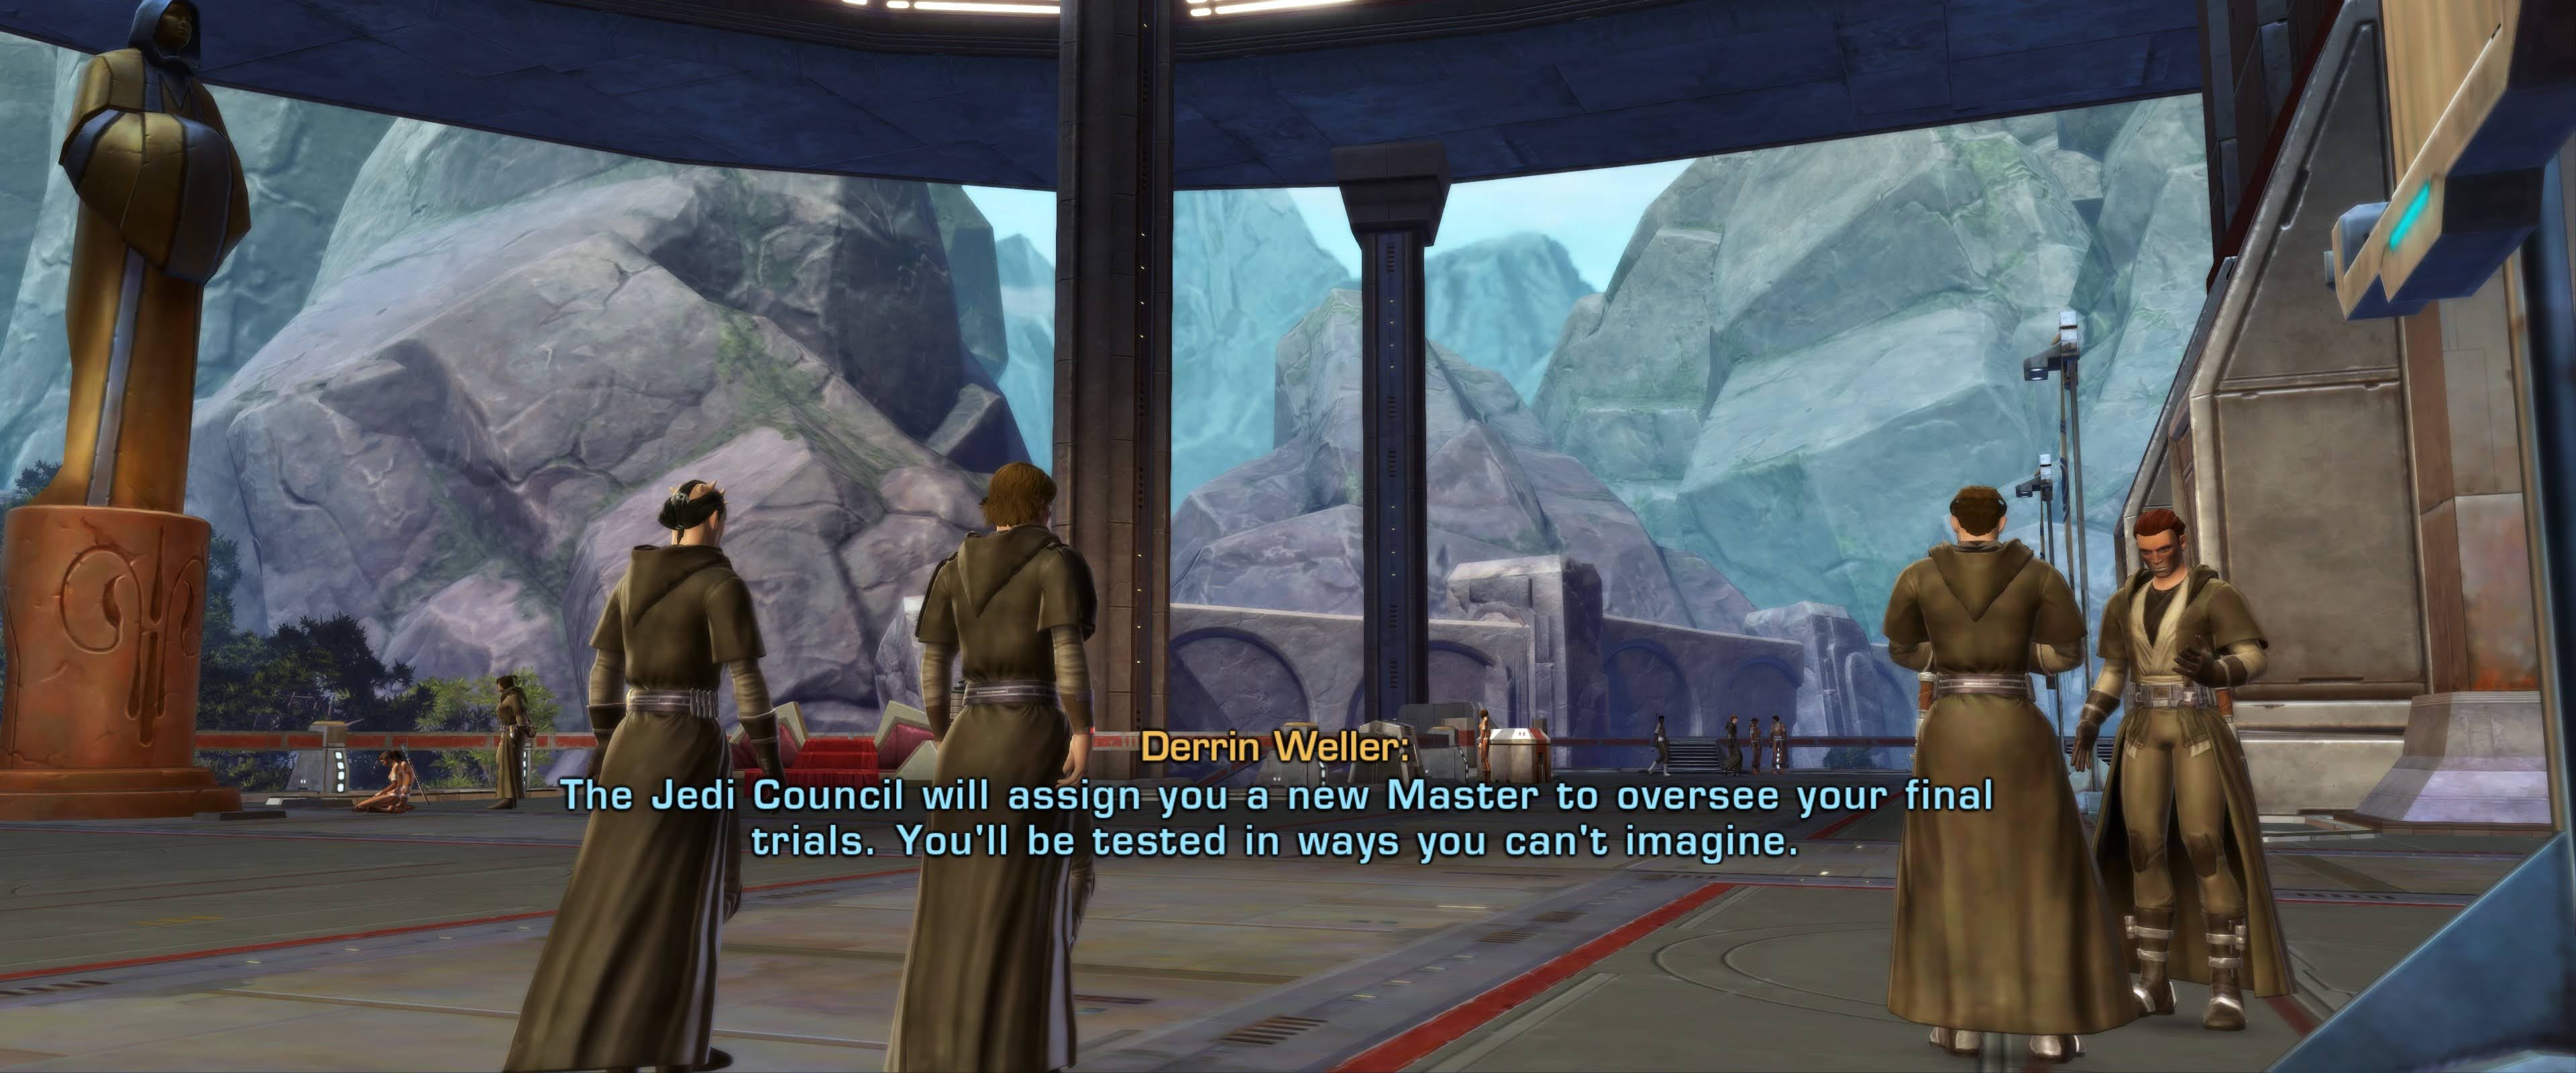 Derrin Weller:
The Jedi Council will assign you a new Master to oversee your final
trials. You'll be tested in ways you can't imagine.